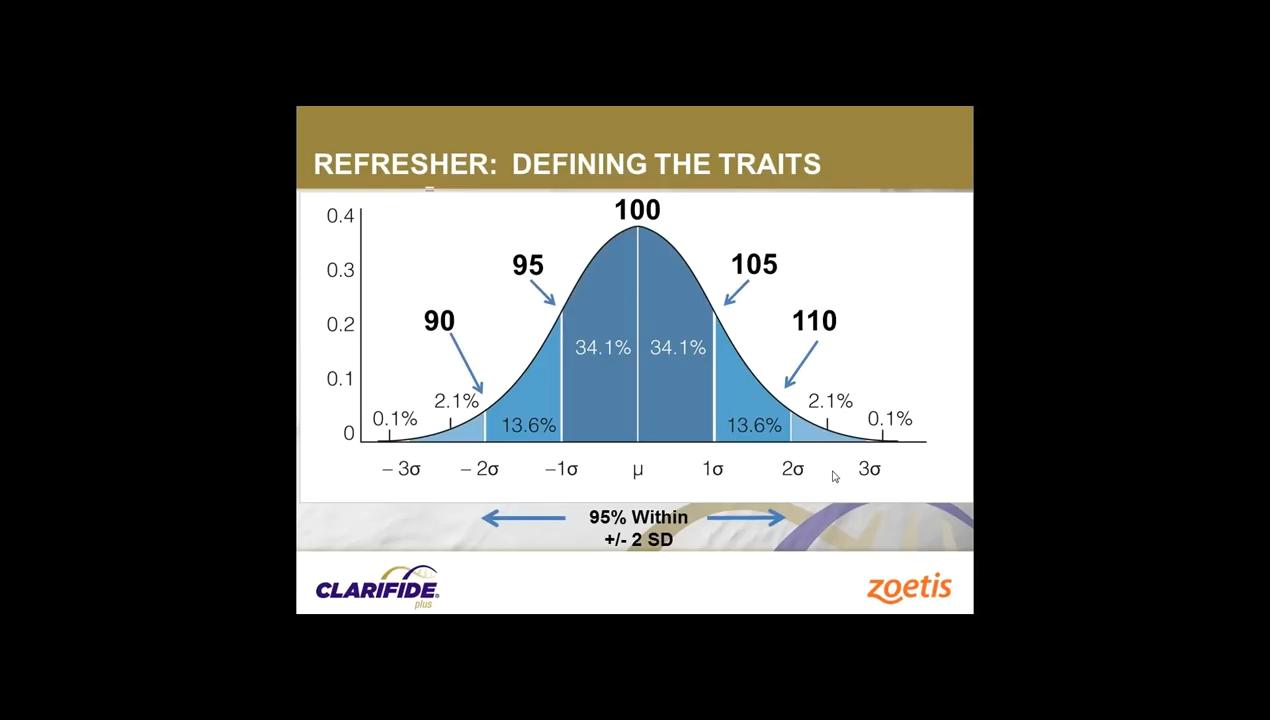 REFRESHER: DEFINING THE TRAITS
100
0.4
95
105
0.3
90
110
0.2
34.1% 34.1%
0.1
2.1% 2.1%
0.1% 0.1%
13.6% 13.6%
0
– 3σ – 2σ –1σ μ 1σ 2σ 3σ
95% Within
+/- 2 SD
CLARIFIDE®
plus
zoetis